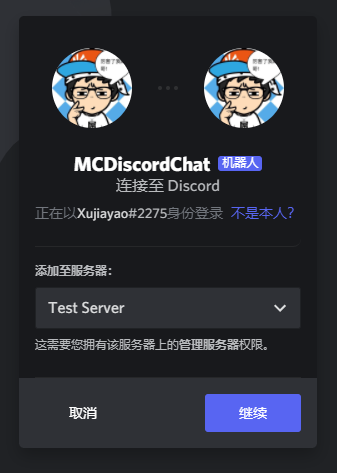 MCDiscordChat 机器人
连接至 Discord
正在以Xujiayao#2275身份登录 不是本人?
添加至服务器：
Test Server
这需要您拥有该服务器上的管理服务器权限。
取消 继续